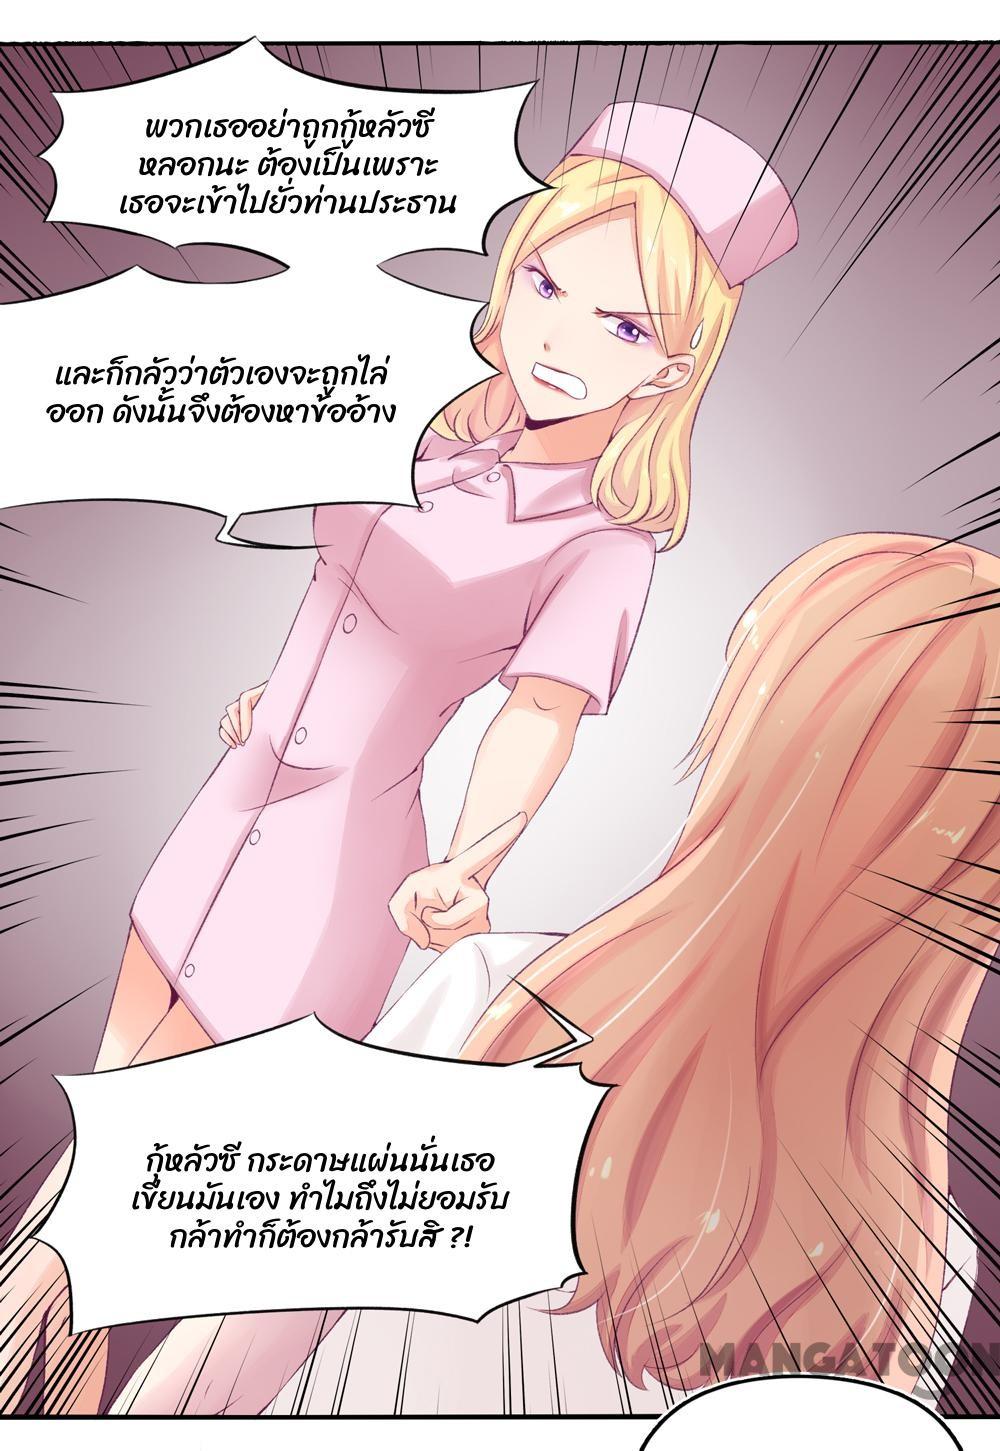 พวกเธออย่าถูกกู้หลัวซี
หลอกนะ ต้องเป็นเพราะ
เธอจะเข้าไปยั่วท่านประธาน
และก็กลัวว่าตัวเองจะถูกไล่
ออก ดังนั้นจึงต้องหาข้ออ้าง
กู้หลัวซี กระดาษแผ่นนั่นเธอ
เขียนมันเอง ทำไมถึงไม่ยอมรับ
กล้าทำก็ต้องกล้ารับสิ ?!
MANGATOON